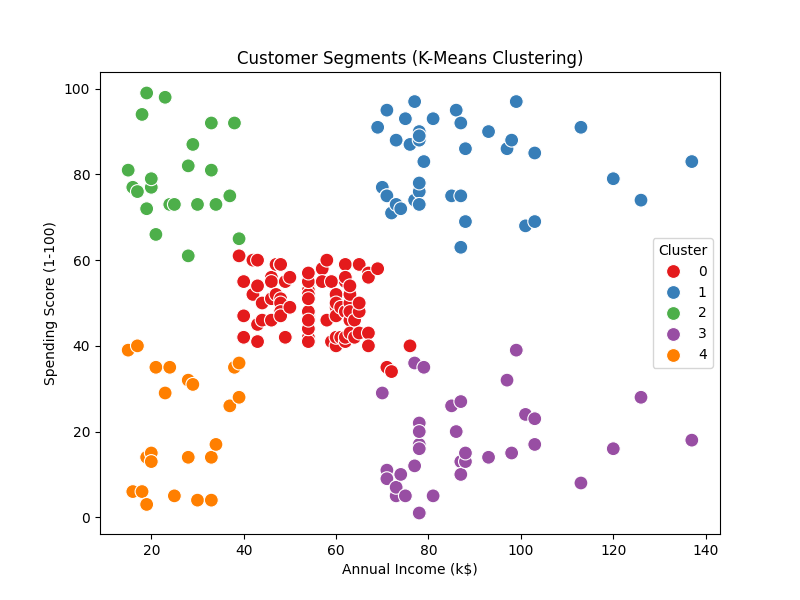 Customer Segments (K-Means Clustering)
Spending Score (1-100)
100
80
60
40
20
0
Cluster
0
1
2
3
4
20 40 60 80 100 120 140
Annual Income (k$)